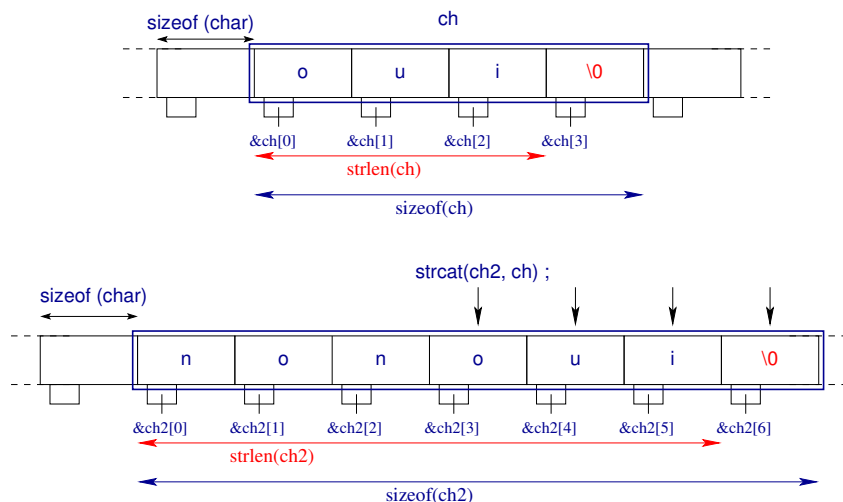 ch
sizeof (char)
o u i \0
&ch[0] &ch[1] &ch[2] &ch[3]
strlen(ch)
sizeof(ch)
strcat(ch2, ch) ;
sizeof (char)
n o n o u i \0
&ch2[0] &ch2[1] &ch2[2] &ch2[3] &ch2[4] &ch2[5] &ch2[6]
strlen(ch2)
sizeof(ch2)